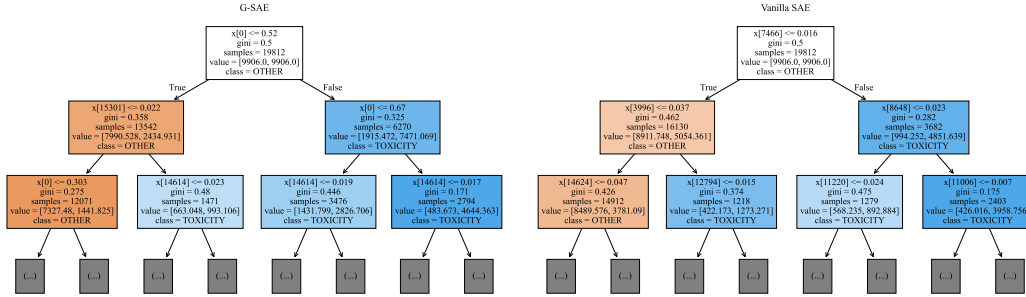 G-SAE
x[0] <= 0.52
gini = 0.5
samples = 19812
value = [9906.0, 9906.0]
class = OTHER
True
False
x[15301] <= 0.022
gini = 0.358
samples = 13542
value = [7990.528, 2434.931]
class = OTHER
x[0] <= 0.67
gini = 0.325
samples = 6270
value = [1915.472, 7471.069]
class = TOXICITY
x[0] <= 0.303
gini = 0.275
samples = 12071
value = [7327.48, 1441.825]
class = OTHER
x[14614] <= 0.023
gini = 0.48
samples = 1471
value = [663.048, 993.106]
class = TOXICITY
x[14614] <= 0.019
gini = 0.446
samples = 3476
value = [1431.799, 2826.706]
class = TOXICITY
x[14614] <= 0.017
gini = 0.171
samples = 2794
value = [483.673, 4644.363]
class = TOXICITY
(...)
(...)
(...)
(...)
(...)
(...)
(...)
(...)
Vanilla SAE
x[7466] <= 0.016
gini = 0.5
samples = 19812
value = [9906.0, 9906.0]
class = OTHER
True
False
x[3996] <= 0.037
gini = 0.462
samples = 16130
value = [8911.748, 5054.361]
class = OTHER
x[8648] <= 0.023
gini = 0.282
samples = 3682
value = [994.252, 4851.639]
class = TOXICITY
x[14624] <= 0.047
gini = 0.426
samples = 14912
value = [8489.576, 3781.09]
class = OTHER
x[12794] <= 0.015
gini = 0.374
samples = 1218
value = [422.173, 1273.271]
class = TOXICITY
x[11220] <= 0.024
gini = 0.475
samples = 1279
value = [568.235, 892.884]
class = TOXICITY
x[11006] <= 0.007
gini = 0.175
samples = 2403
value = [426.016, 3958.756]
class = TOXICITY
(...)
(...)
(...)
(...)
(...)
(...)
(...)
(...)